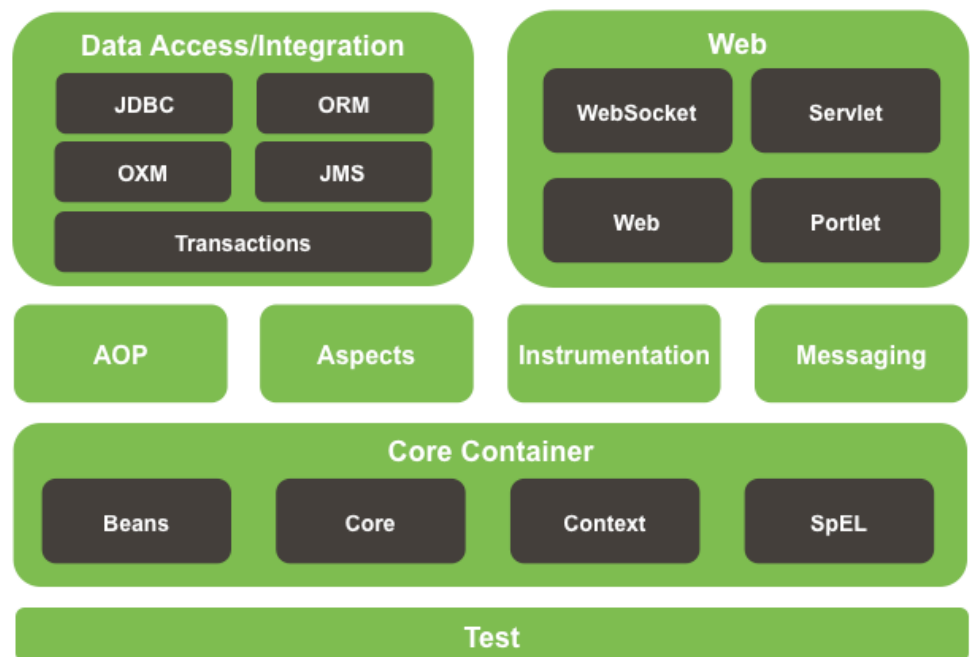 Data Access/Integration
JDBC
ORM
OXM
JMS
Transactions
Web
WebSocket
Servlet
Web
Portlet
AOP
Aspects
Instrumentation
Messaging
Core Container
Beans
Core
Context
SpEL
Test